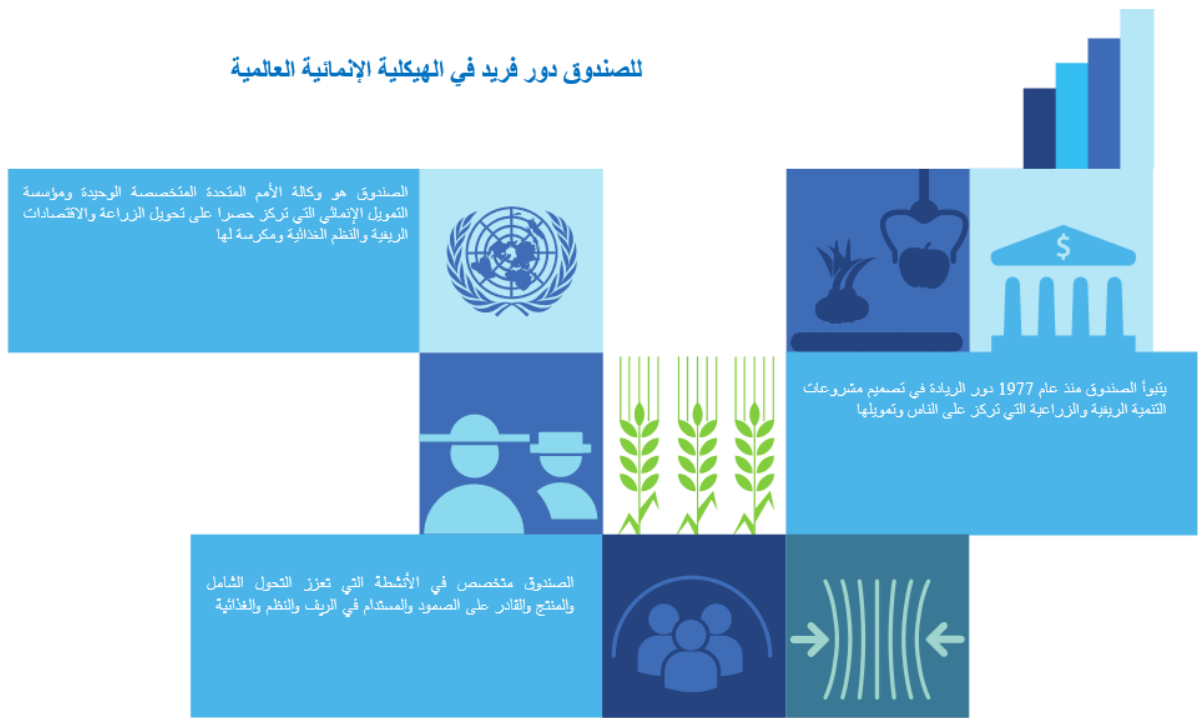 للصندوق دور فريد في الهيكلية الإنمائية العالمية
الصندوق هو وكالة الأمم المتحدة المتخصصة الوحيدة ومؤسسة
التمويل الإنمائي التي تركز حصرا على تحويل الزراعة والاقتصادات
الريفية والنظم الغذائية ومكرسة لها
$
يتبوأ الصندوق منذ عام 1977 دور الريادة في تصميم مشروعات
التنمية الريفية والزراعية التي تركز على الناس وتمويلها
الصندوق متخصص في الأنشطة التي تعزز التحول الشامل
والمنتج والقادر على الصمود والمستدام في الريف والنظم والغذائية